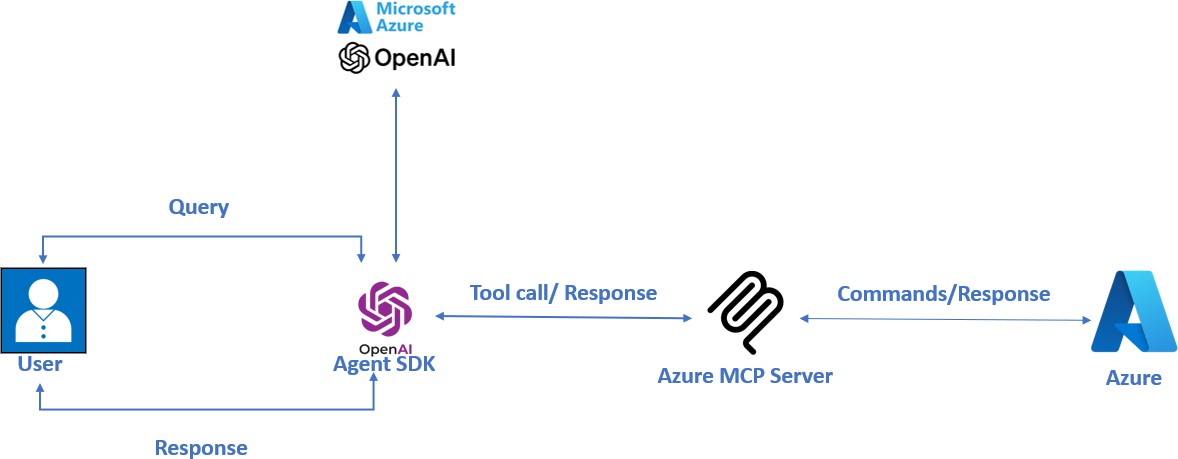 Microsoft
Azure
OpenAI
Query
Tool call/ Response
Commands/Response
OpenAI
User
Agent SDK
Azure MCP Server
Azure
Response